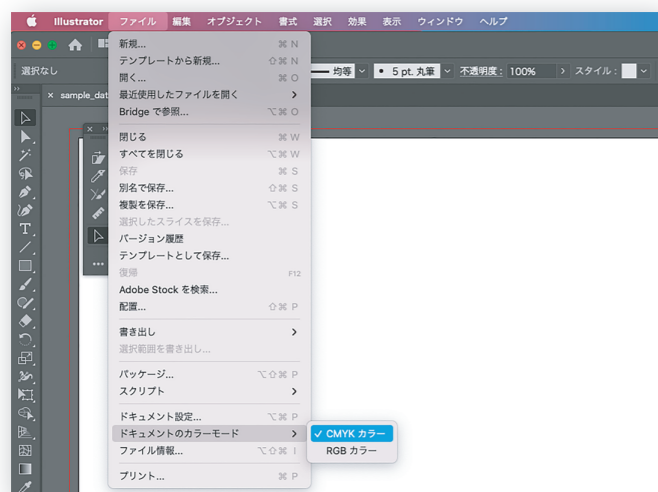 Illustrator ファイル 編集 オブジェクト 書式 選択 効果 表示 ウィンドウ ヘルプ
選択なし 均等 5 pt. 丸筆 不透明度 : 100% スタイル :
× sample_dat
新規... ⌘ N
テンプレートから新規... ⇧⌘ N
開く... ⌘ O
最近使用したファイルを開く
Bridge で参照... ⌥⌘ O
閉じる ⌘ W
すべてを閉じる ⌥⌘ W
保存 ⌘ S
別名で保存... ⇧⌘ S
複製を保存... ⌥⌘ S
選択したスライスを保存...
バージョン履歴
テンプレートとして保存...
復帰 F12
Adobe Stock を検索...
配置... ⇧⌘ P
書き出し
選択範囲を書き出し...
パッケージ... ⌥⇧⌘ P
スクリプト
ドキュメント設定... ⌥⌘ P
ドキュメントのカラーモード ✓ CMYK カラー
ファイル情報... ⌥⇧⌘ I RGB カラー
プリント... ⌘ P